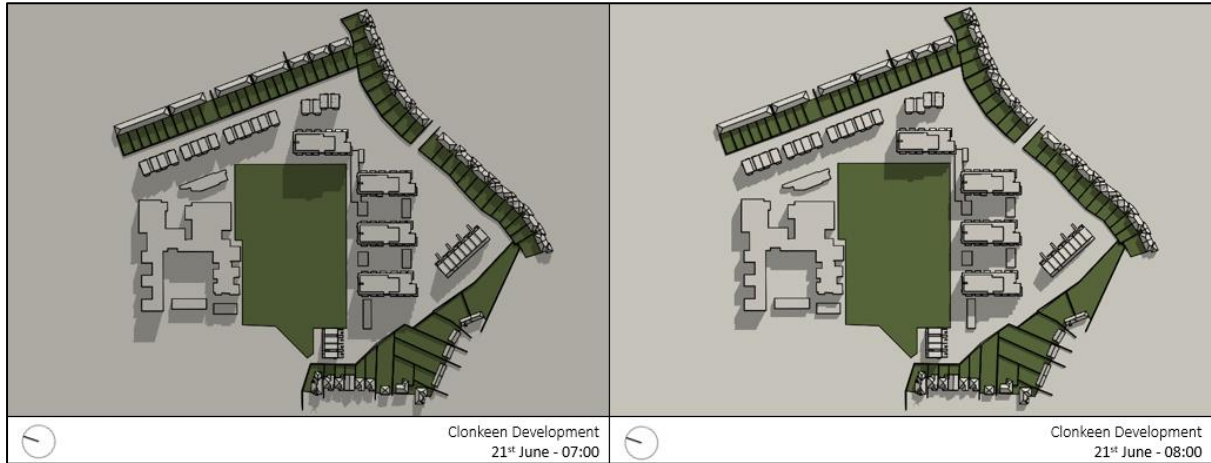 Clonkeen Development
21st June - 07:00
Clonkeen Development
21st June - 08:00